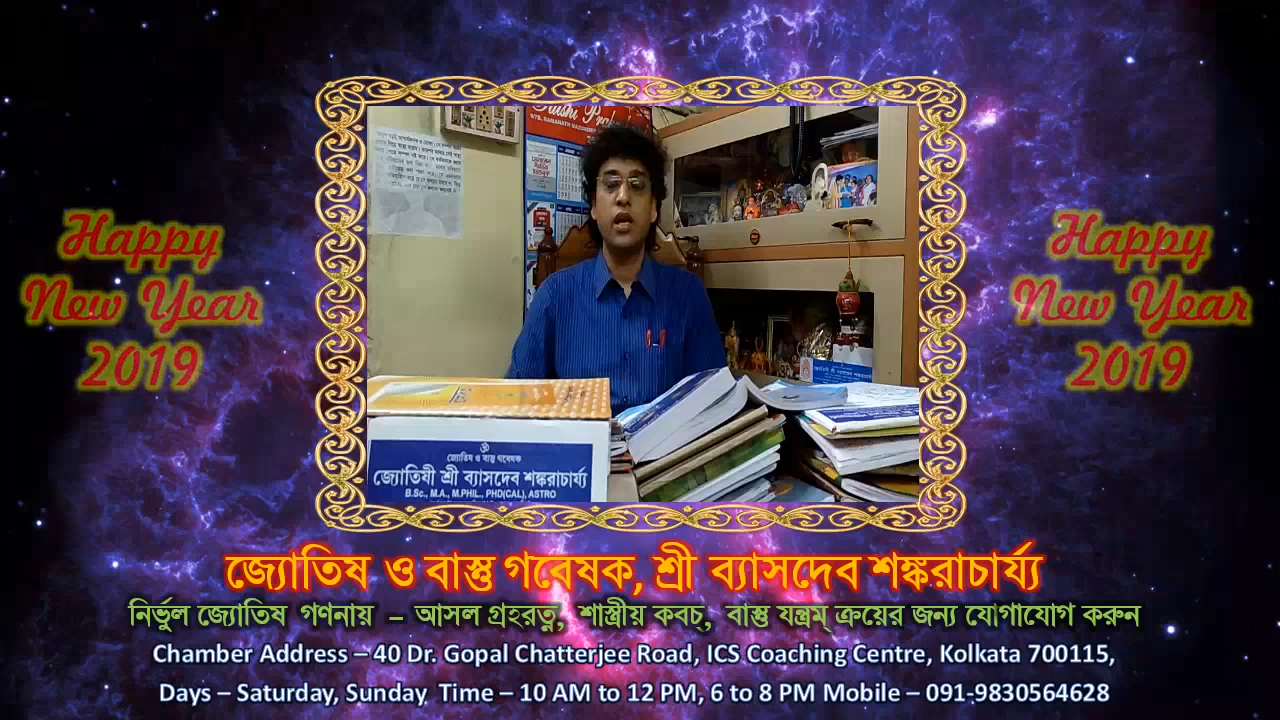 Happy
New Year
2019
Happy
New Year
2019
জ্যোতিষ ও বাস্তু গবেষক
জ্যোতিষী শ্রী ব্যাসদেব শঙ্করাচার্য্য
B.Sc., M.A., M.PHIL., PHD(CAL), ASTRO
জ্যোতিষ ও বাস্তু গবেষক, শ্রী ব্যাসদেব শঙ্করাচার্য্য
নির্ভুল জ্যোতিষ গণনায় – আসল গ্রহরত্ন, শাস্ত্রীয় কবচ, বাস্তু যন্ত্রম্ ক্রয়ের জন্য যোগাযোগ করুন
Chamber Address – 40 Dr. Gopal Chatterjee Road, ICS Coaching Centre, Kolkata 700115,
Days – Saturday, Sunday Time – 10 AM to 12 PM, 6 to 8 PM Mobile – 091-9830564628